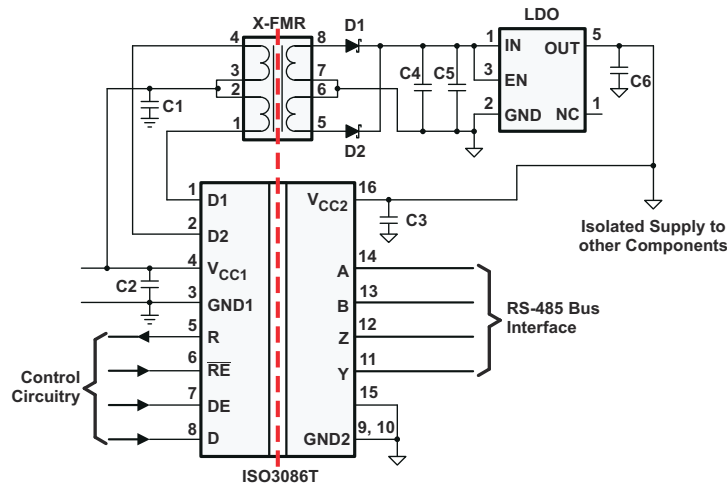 X-FMR
D1
LDO
4
8
1
IN
OUT
5
3
7
C4
C5
3
EN
C6
C1
2
6
2
GND
NC
1
1
5
D2
1
D1
16
VCC2
C3
2
D2
Isolated Supply to
other Components
4
VCC1
14
A
C2
3
GND1
13
B
RS-485 Bus
Interface
5
R
12
Z
Control
Circuitry
6
RE
11
Y
7
DE
15
8
D
9, 10
GND2
ISO3086T